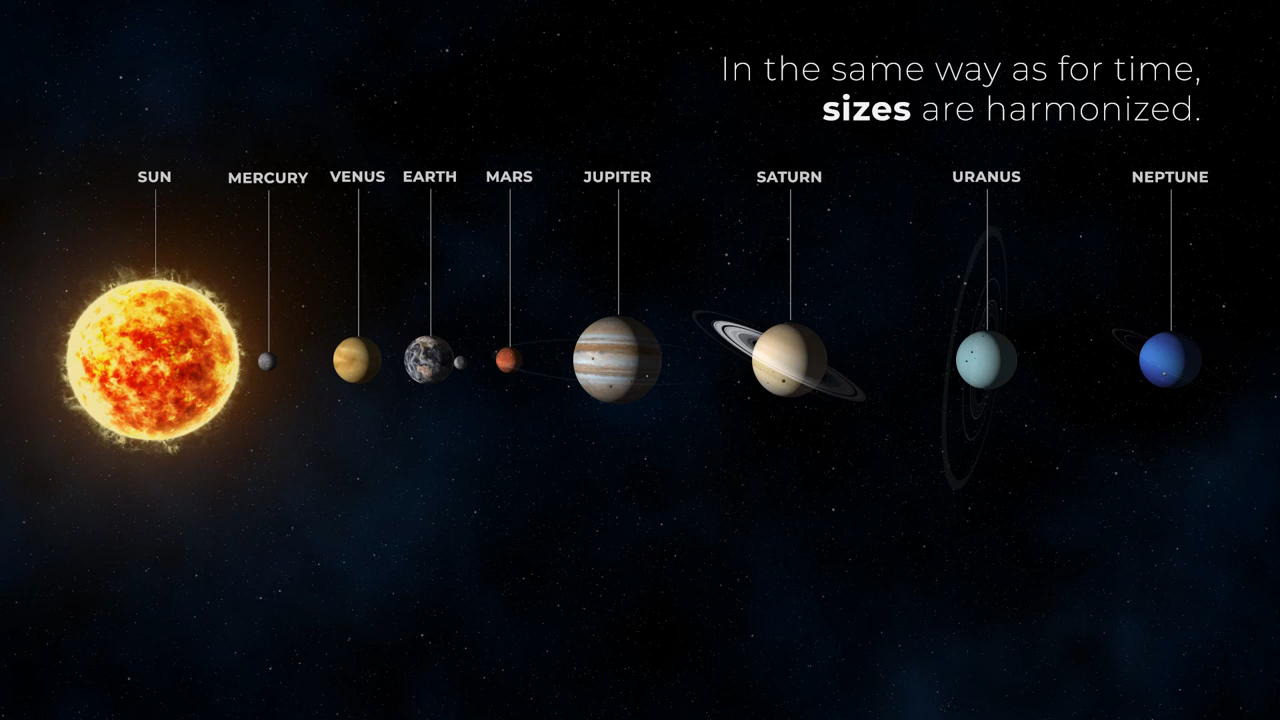 In the same way as for time,
sizes are harmonized.
SUN MERCURY VENUS EARTH MARS JUPITER SATURN URANUS NEPTUNE